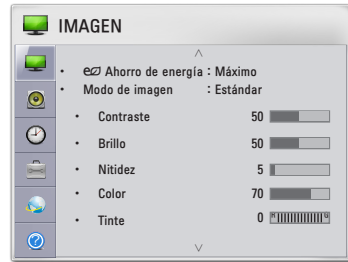 IMAGEN
• Ahorro de energía : Máximo
• Modo de imagen : Estándar
• Contraste 50
• Brillo 50
• Nitidez 5
• Color 70
• Tinte 0 R G